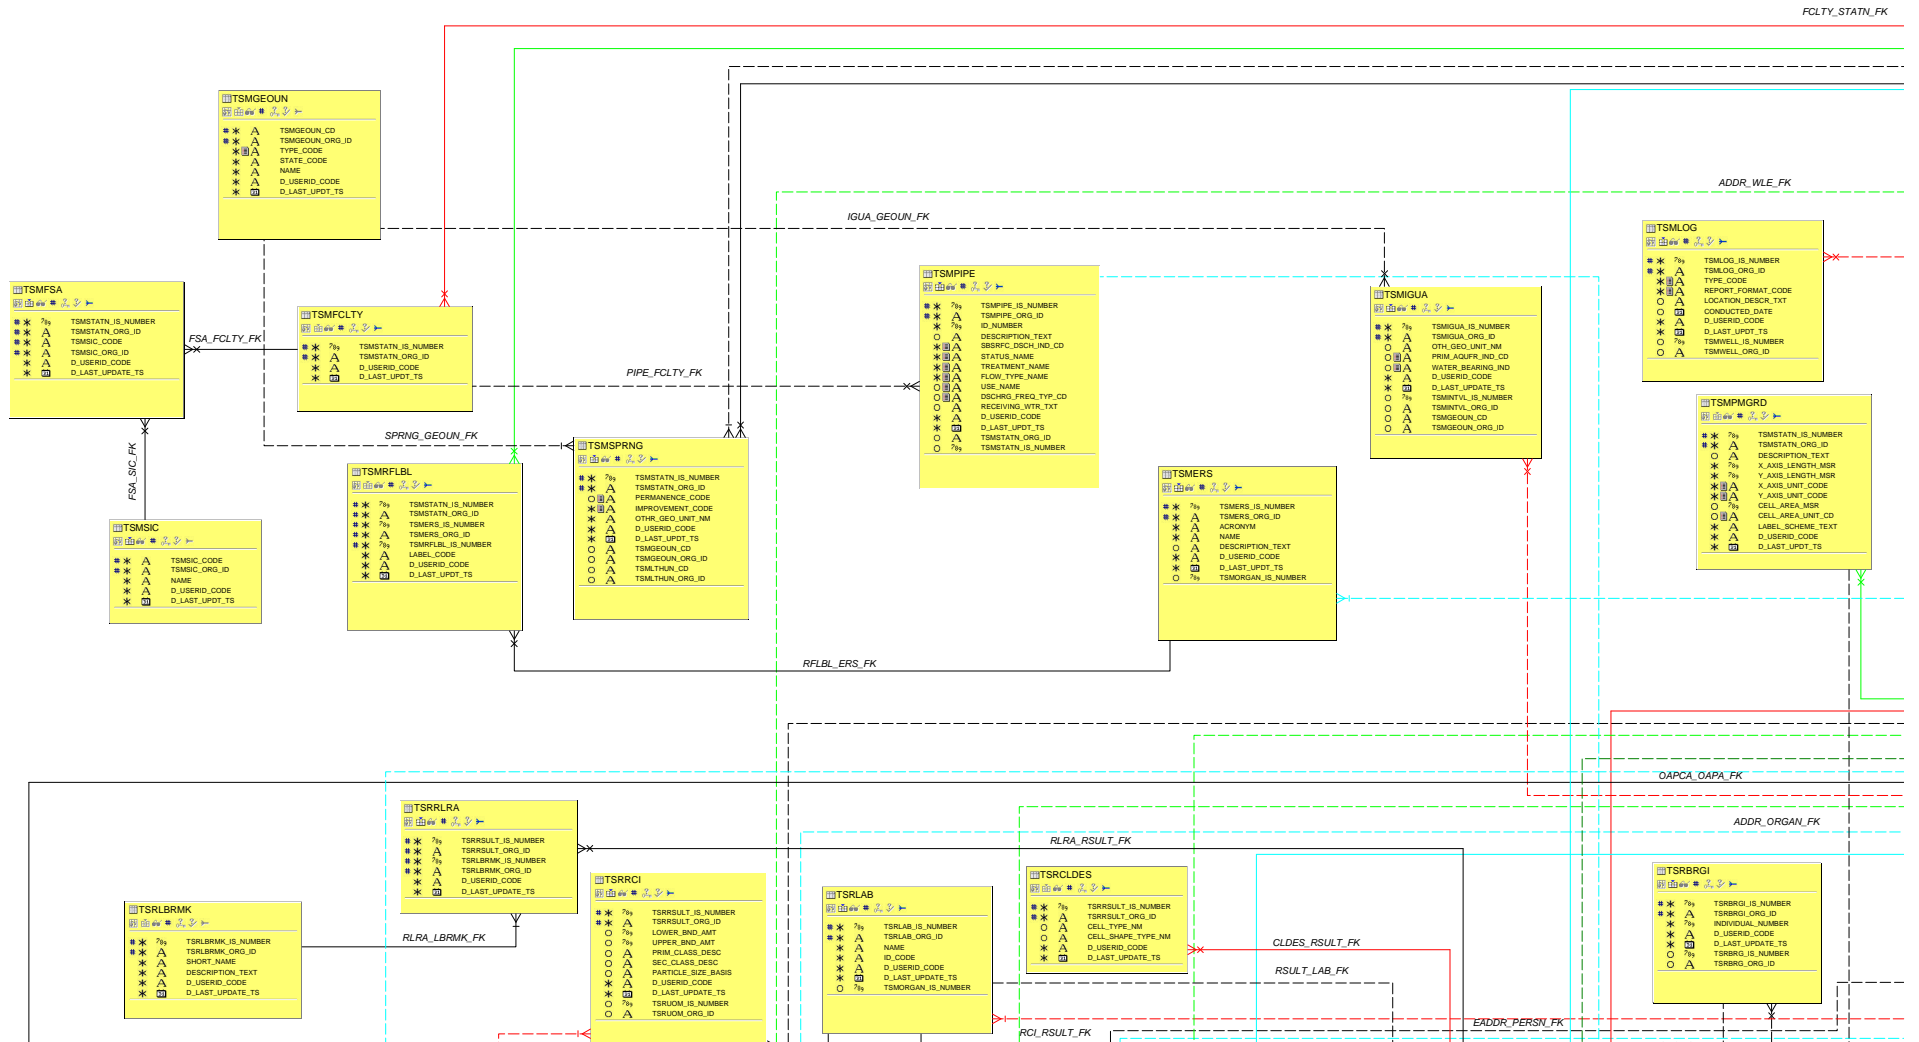 FCLTY_STATN_FK
TSMGEOUN
TSMGEOUN_CD
TSMGEOUN_ORG_ID
TYPE_CODE
STATE_CODE
NAME
D_USERID_CODE
D_LAST_UPDT_TS
ADDR_WLE_FK
IGUA_GEOUN_FK
TSMLOG
TSMLOG_IS_NUMBER
TSMLOG_ORG_ID
TYPE_CODE
REPORT_FORMAT_CODE
LOCATION_DESCR_TXT
CONDUCTED_DATE
D_USERID_CODE
D_LAST_UPDT_TS
TSMWELL_IS_NUMBER
TSMWELL_ORG_ID
TSMPIPE
TSMPIPE_IS_NUMBER
TSMPIPE_ORG_ID
ID_NUMBER
DESCRIPTION_TEXT
SBSRFC_DSCH_IND_CD
STATUS_NAME
TREATMENT_NAME
FLOW_TYPE_NAME
USE_NAME
DSCHRG_FREQ_TYP_CD
RECEIVING_WTR_TXT
D_USERID_CODE
D_LAST_UPDT_TS
TSMSTATN_ORG_ID
TSMSTATN_IS_NUMBER
TSMFSA
TSMSTATN_IS_NUMBER
TSMSTATN_ORG_ID
TSMSIC_CODE
TSMSIC_ORG_ID
D_USERID_CODE
D_LAST_UPDATE_TS
TSMIGUA
TSMIGUA_IS_NUMBER
TSMIGUA_ORG_ID
OTH_GEO_UNIT_NM
PRIM_AQUFR_IND_CD
WATER_BEARING_IND
D_USERID_CODE
D_LAST_UPDATE_TS
TSMINTVL_IS_NUMBER
TSMINTVL_ORG_ID
TSMGEOUN_CD
TSMGEOUN_ORG_ID
TSMFCLTY
TSMSTATN_IS_NUMBER
TSMSTATN_ORG_ID
D_USERID_CODE
D_LAST_UPDT_TS
FSA_FCLTY_FK
PIPE_FCLTY_FK
TSMPMGRD
TSMSTATN_IS_NUMBER
TSMSTATN_ORG_ID
DESCRIPTION_TEXT
X_AXIS_LENGTH_MSR
Y_AXIS_LENGTH_MSR
X_AXIS_UNIT_CODE
Y_AXIS_UNIT_CODE
CELL_AREA_MSR
CELL_AREA_UNIT_CD
LABEL_SCHEME_TEXT
D_USERID_CODE
D_LAST_UPDT_TS
SPRNG_GEOUN_FK
FSA_SIC_FK
TSMSPRNG
TSMSTATN_IS_NUMBER
TSMSTATN_ORG_ID
PERMANENCE_CODE
IMPROVEMENT_CODE
OTHR_GEO_UNIT_NM
D_USERID_CODE
D_LAST_UPDT_TS
TSMGEOUN_CD
TSMGEOUN_ORG_ID
TSMLTHUN_CD
TSMLTHUN_ORG_ID
TSMRFLBL
TSMSTATN_IS_NUMBER
TSMSTATN_ORG_ID
TSMERS_IS_NUMBER
TSMERS_ORG_ID
TSMRFLBL_IS_NUMBER
LABEL_CODE
D_USERID_CODE
D_LAST_UPDT_TS
TSMERS
TSMERS_IS_NUMBER
TSMERS_ORG_ID
ACRONYM
NAME
DESCRIPTION_TEXT
D_USERID_CODE
D_LAST_UPDT_TS
TSMORGAN_IS_NUMBER
TSMSIC
TSMSIC_CODE
TSMSIC_ORG_ID
NAME
D_USERID_CODE
D_LAST_UPDT_TS
RFLBL_ERS_FK
OAPCA_OAPA_FK
ADDR_ORGAN_FK
TSRRLRA
TSRRSULT_IS_NUMBER
TSRRSULT_ORG_ID
TSRLBRMK_IS_NUMBER
TSRLBRMK_ORG_ID
D_USERID_CODE
D_LAST_UPDATE_TS
RLRA_RSULT_FK
TSRBRGI
TSRBRGI_IS_NUMBER
TSRBRGI_ORG_ID
INDIVIDUAL_NUMBER
D_USERID_CODE
D_LAST_UPDATE_TS
TSRBRG_IS_NUMBER
TSRBRG_ORG_ID
TSRCLDES
TSRRSULT_IS_NUMBER
TSRRSULT_ORG_ID
CELL_TYPE_NM
CELL_SHAPE_TYPE_NM
D_USERID_CODE
D_LAST_UPDATE_TS
TSRRCI
TSRRSULT_IS_NUMBER
TSRRSULT_ORG_ID
LOWER_BND_AMT
UPPER_BND_AMT
PRIM_CLASS_DESC
SEC_CLASS_DESC
PARTICLE_SIZE_BASIS
D_USERID_CODE
D_LAST_UPDATE_TS
TSRUOM_IS_NUMBER
TSRUOM_ORG_ID
TSRLAB
TSRLAB_IS_NUMBER
TSRLAB_ORG_ID
NAME
ID_CODE
D_USERID_CODE
D_LAST_UPDATE_TS
TSMORGAN_IS_NUMBER
TSRLBRMK
TSRLBRMK_IS_NUMBER
TSRLBRMK_ORG_ID
SHORT_NAME
DESCRIPTION_TEXT
D_USERID_CODE
D_LAST_UPDATE_TS
RLRA_LBRMK_FK
CLDES_RSULT_FK
RSULT_LAB_FK
EADDR_PERSN_FK
RCI_RSULT_FK